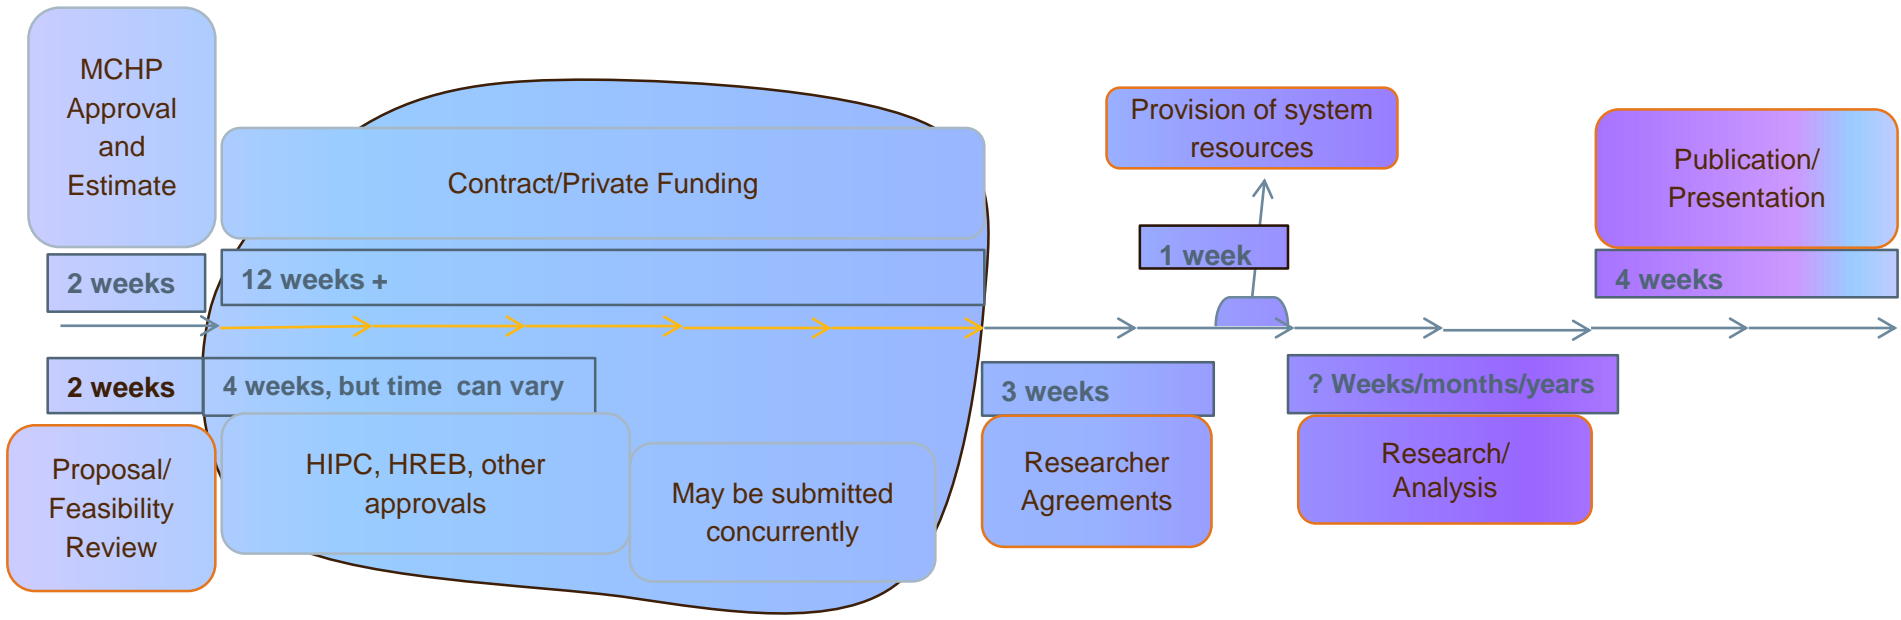 MCHP
Approval
and
Estimate
2 weeks
Contract/Private Funding
12 weeks +
2 weeks
Proposal/
Feasibility
Review
4 weeks, but time  can vary
HIPC, HREB, other
approvals
May be submitted
concurrently
3 weeks
Researcher
Agreements
Provision of system
resources
1 week
? Weeks/months/years
Research/
Analysis
Publication/
Presentation
4 weeks